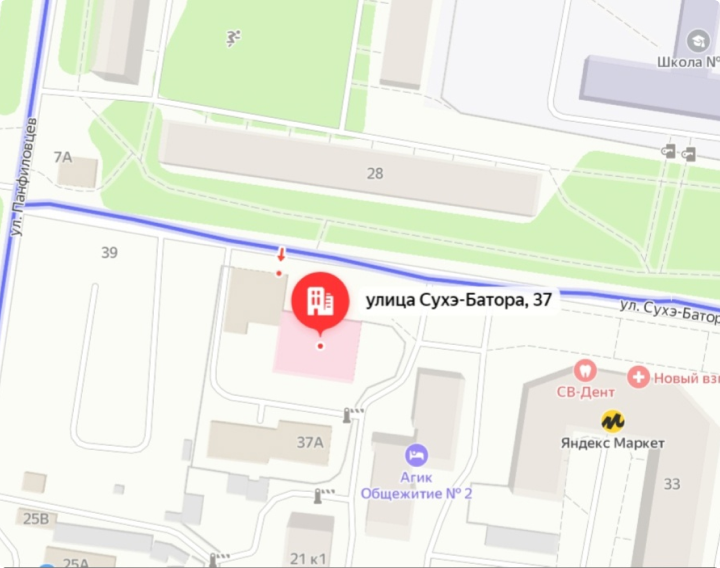 Школа №
ул. Панфиловцев
7А
28
39
улица Сухэ-Батора, 37
ул. Сухэ-Батор
СВ-Дент
Новый взг
Яндекс Маркет
37А
Агик
Общежитие № 2
33
25В
25А
21 к1